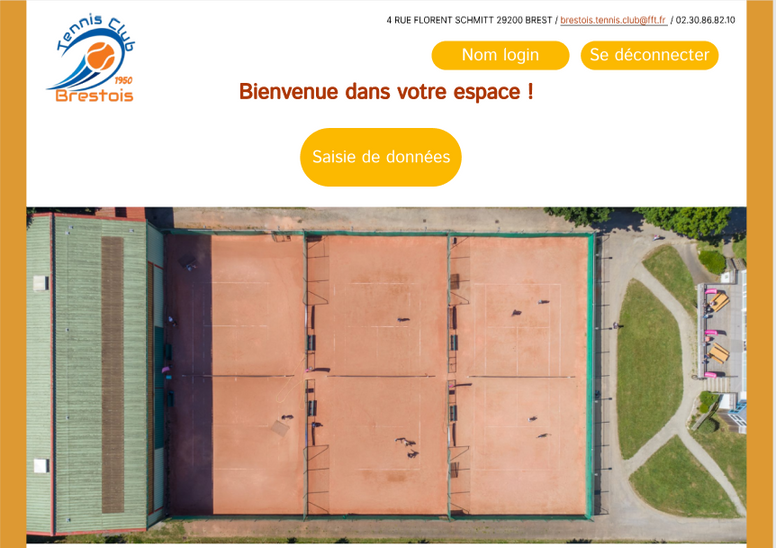 4 RUE FLORENT SCHMITT 29200 BREST / brestois.tennis.club@fft.fr / 02.30.86.82.10
Tennis Club
1950
Brestois
Nom login
Se déconnecter
Bienvenue dans votre espace !
Saisie de données